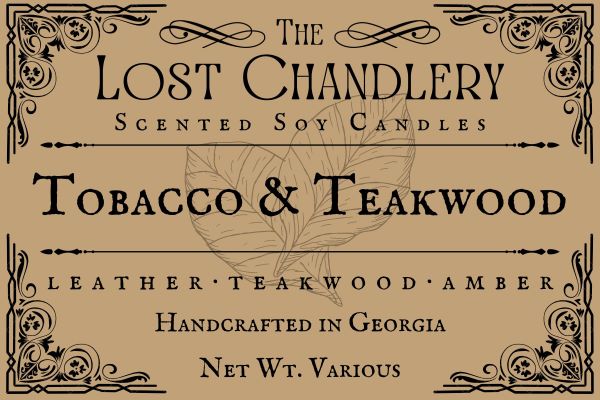 The
Lost Chandlery
Scented Soy Candles
Tobacco & Teakwood
LEATHER·TEAKWOOD·AMBER
Handcrafted in Georgia
Net Wt. Various